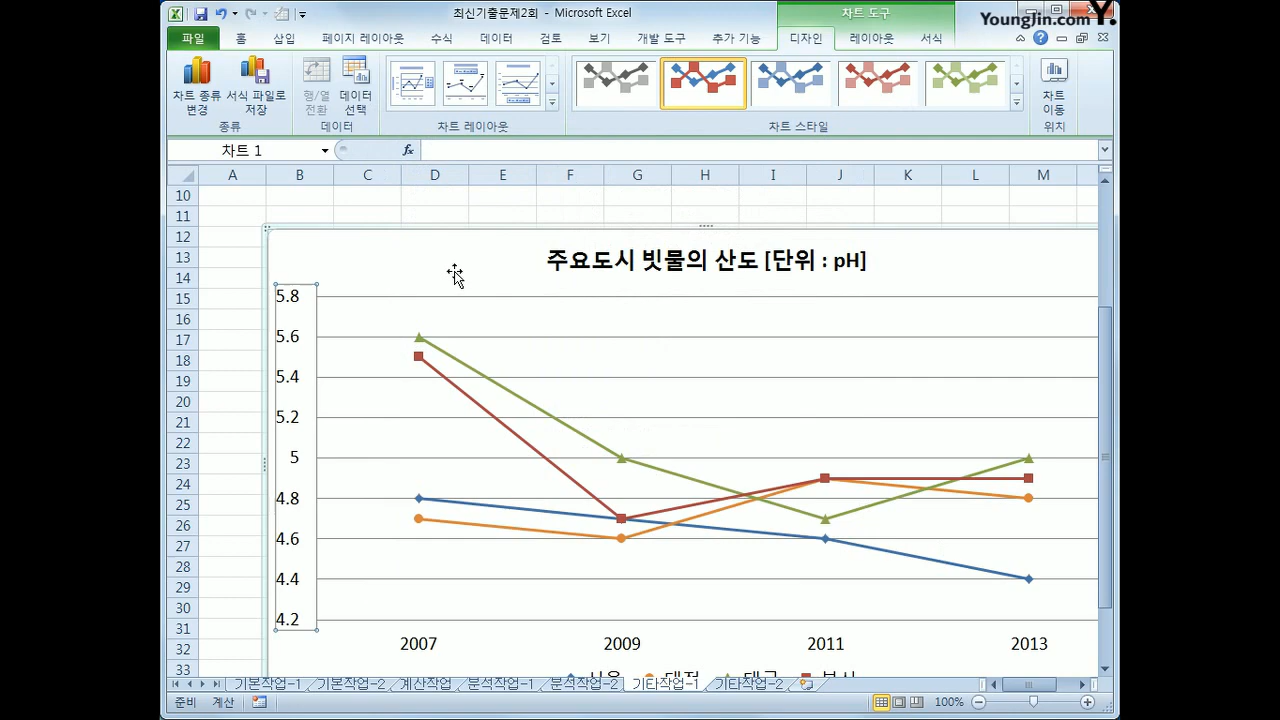 최신기출문제2회 - Microsoft Excel
차트 도구
YoungJin.com Y.
파일 홈 삽입 페이지 레이아웃 수식 데이터 검토 보기 개발 도구 추가 기능 디자인 레이아웃 서식
차트 종류 변경
서식 파일로 저장
행/열 전환
데이터 선택
차트 이동
종류 데이터 차트 레이아웃 차트 스타일 위치
차트 1 fx
A B C D E F G H I J K L M
10
11
12
13
14
15
16
17
18
19
20
21
22
23
24
25
26
27
28
29
30
31
32
33
주요도시 빗물의 산도 [단위 : pH]
5.8
5.6
5.4
5.2
5
4.8
4.6
4.4
4.2
2007 2009 2011 2013
기본작업-1 기본작업-2 계산작업 분석작업-1 분석작업-2 기타작업-1 기타작업-2
준비 계산 100%